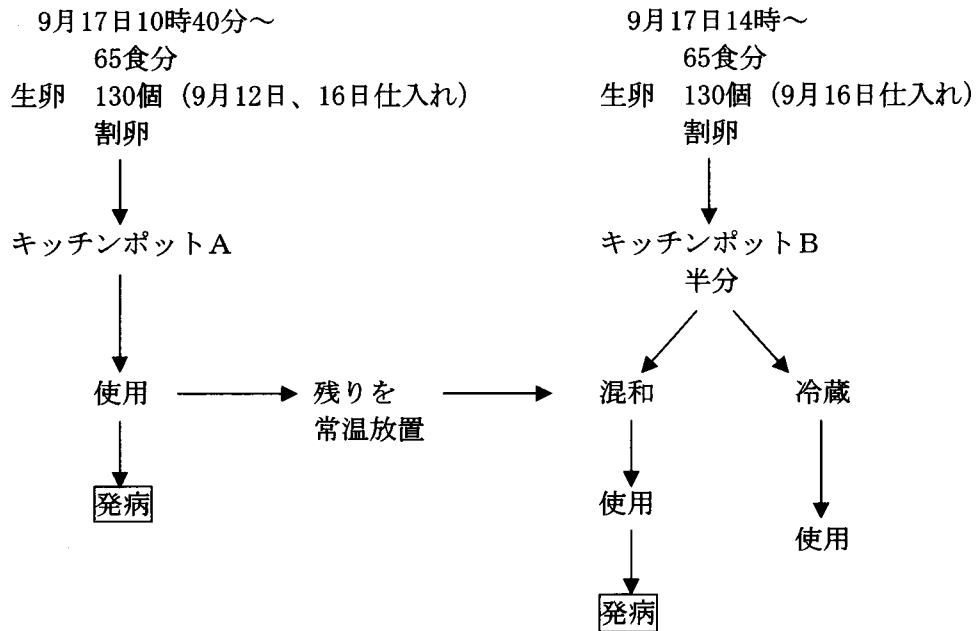 9月17日10時40分～
65食分
生卵　130個（9月12日、16日仕入れ）
割卵
キッチンポットA
使用
発病
残りを
常温放置
9月17日14時～
65食分
生卵　130個（9月16日仕入れ）
割卵
キッチンポットB
半分
混和
使用
発病
冷蔵
使用